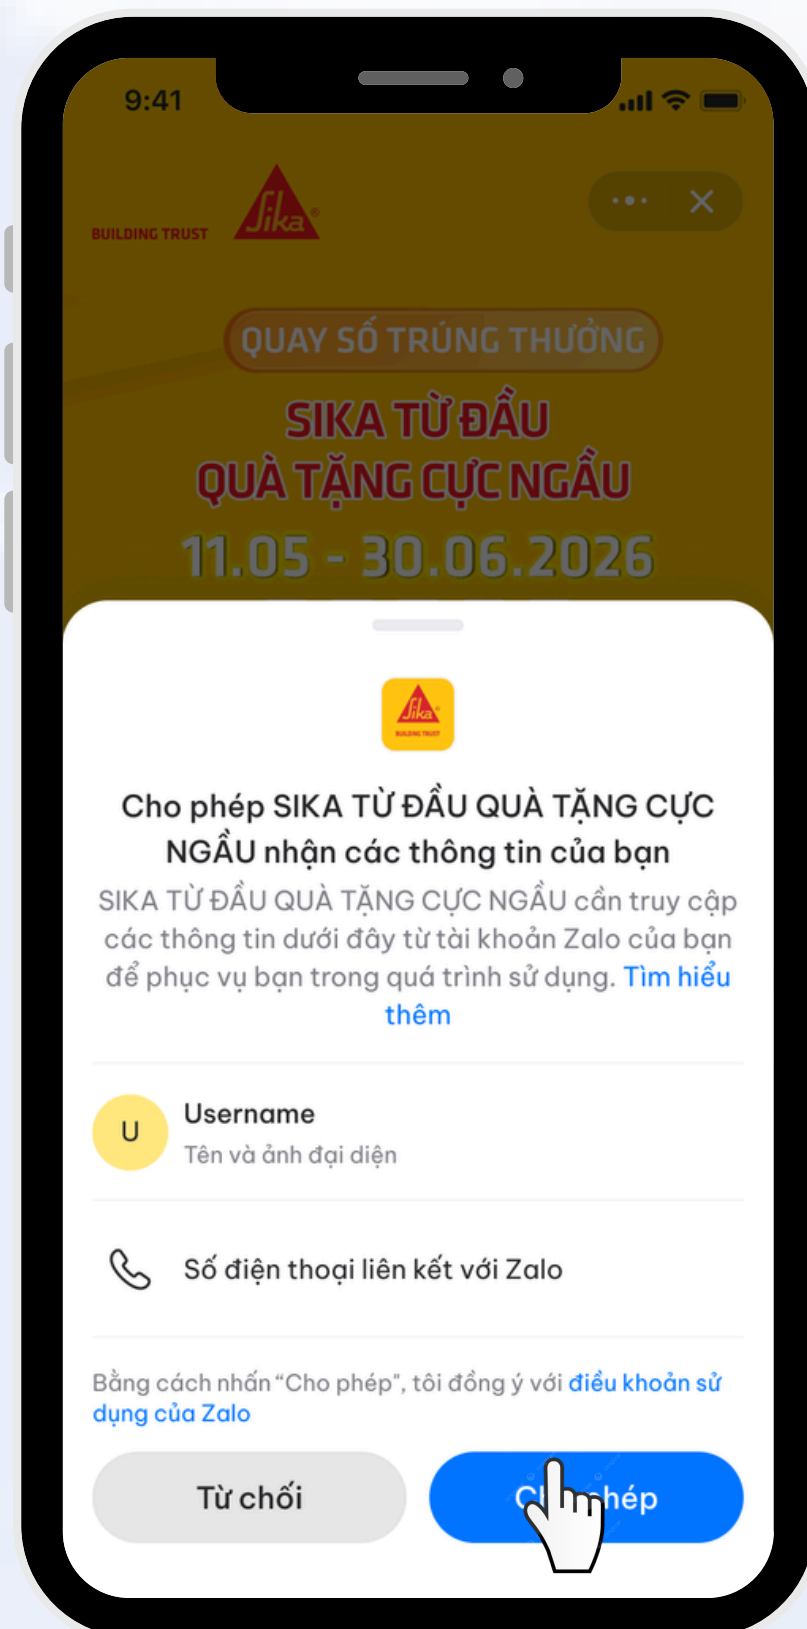 9:41
BUILDING TRUST
Sika®
QUAY SỐ TRÚNG THƯỞNG
SIKA TỪ ĐẦU
QUÀ TẶNG CỰC NGẦU
11.05 - 30.06.2026
Sika®
BUILDING TRUST
Cho phép SIKA TỪ ĐẦU QUÀ TẶNG CỰC
NGẦU nhận các thông tin của bạn
SIKA TỪ ĐẦU QUÀ TẶNG CỰC NGẦU cần truy cập
các thông tin dưới đây từ tài khoản Zalo của bạn
để phục vụ bạn trong quá trình sử dụng. Tìm hiểu
thêm
U
Username
Tên và ảnh đại diện
Số điện thoại liên kết với Zalo
Bằng cách nhấn “Cho phép", tôi đồng ý với điều khoản sử
dụng của Zalo
Từ chối
phép